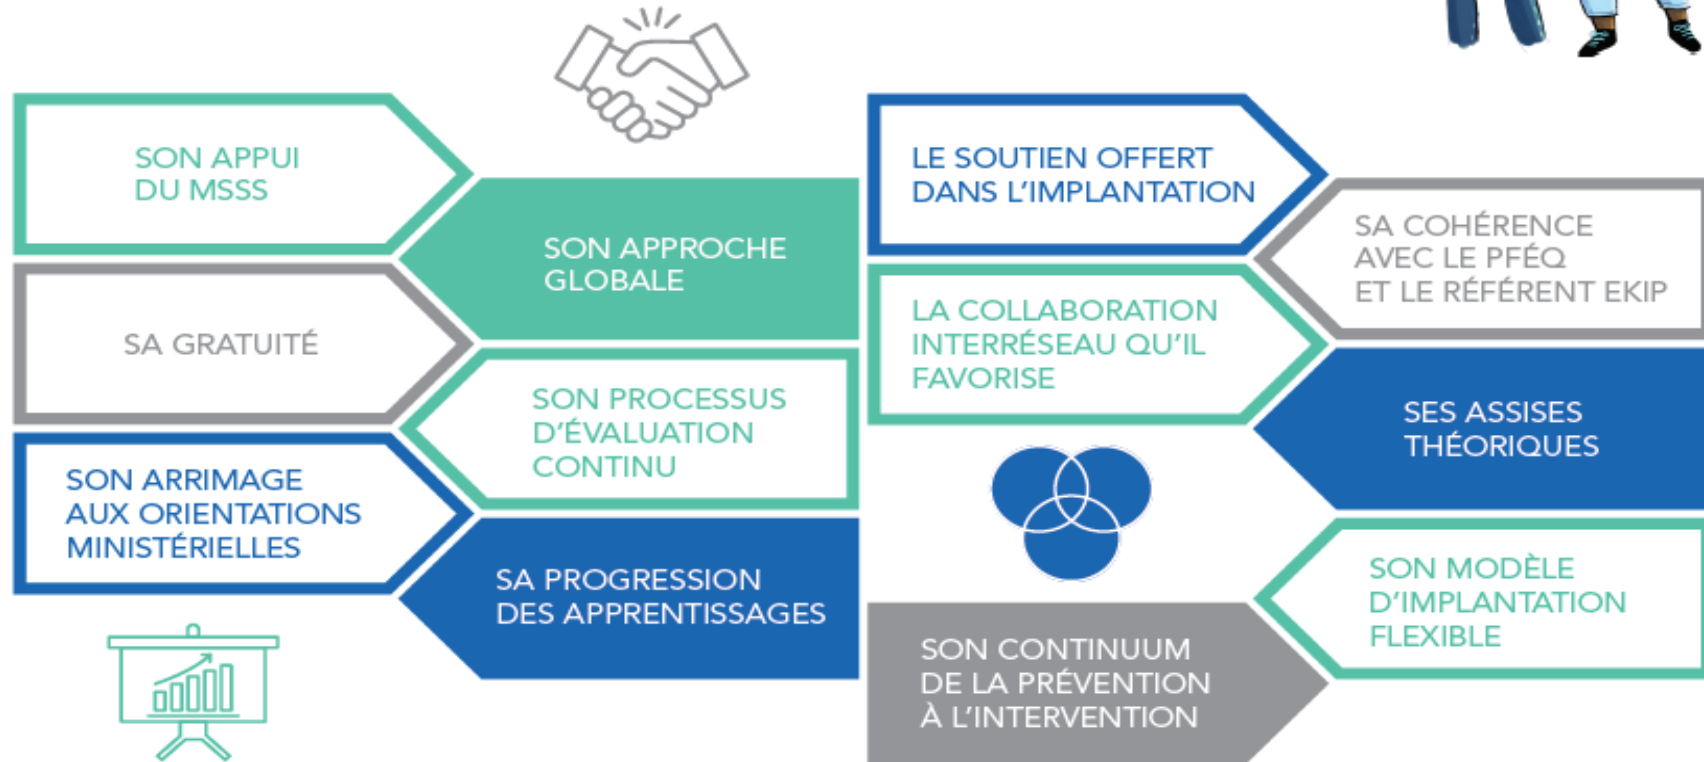 SON APPUI
DU MSSS
SON APPROCHE
GLOBALE
SA GRATUITÉ
SON PROCESSUS
D’ÉVALUATION
CONTINU
SON ARRIMAGE
AUX ORIENTATIONS
MINISTÉRIELLES
SA PROGRESSION
DES APPRENTISSAGES
LE SOUTIEN OFFERT
DANS L’IMPLANTATION
SA COHÉRENCE
AVEC LE PFÉQ
ET LE RÉFÉRENT EKIP
LA COLLABORATION
INTERRÉSEAU QU’IL
FAVORISE
SES ASSISES
THÉORIQUES
SON MODÈLE
D’IMPLANTATION
FLEXIBLE
SON CONTINUUM
DE LA PRÉVENTION
À L’INTERVENTION